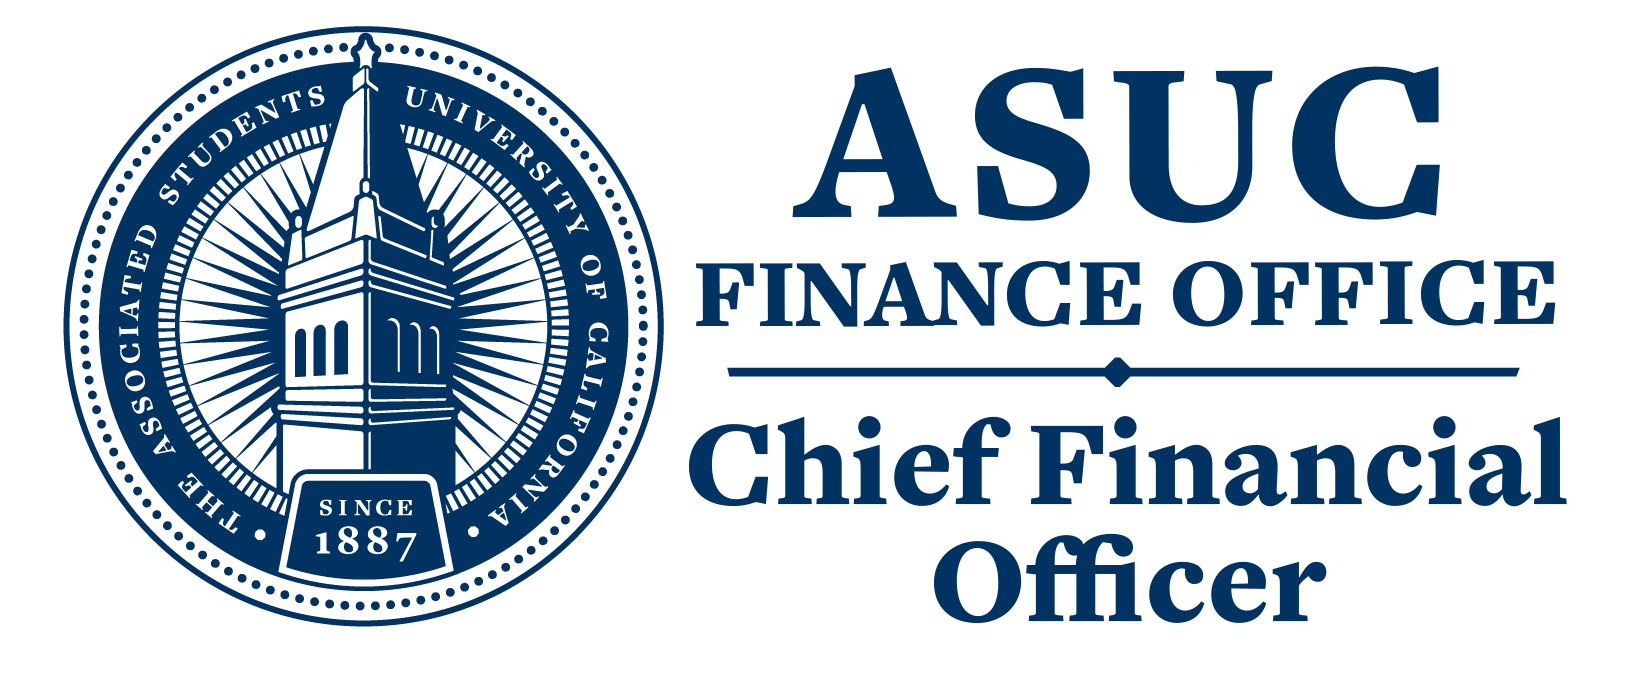 THE ASSOCIATED STUDENTS UNIVERSITY OF CALIFORNIA
SINCE
1887
ASUC
FINANCE OFFICE
Chief Financial
Officer